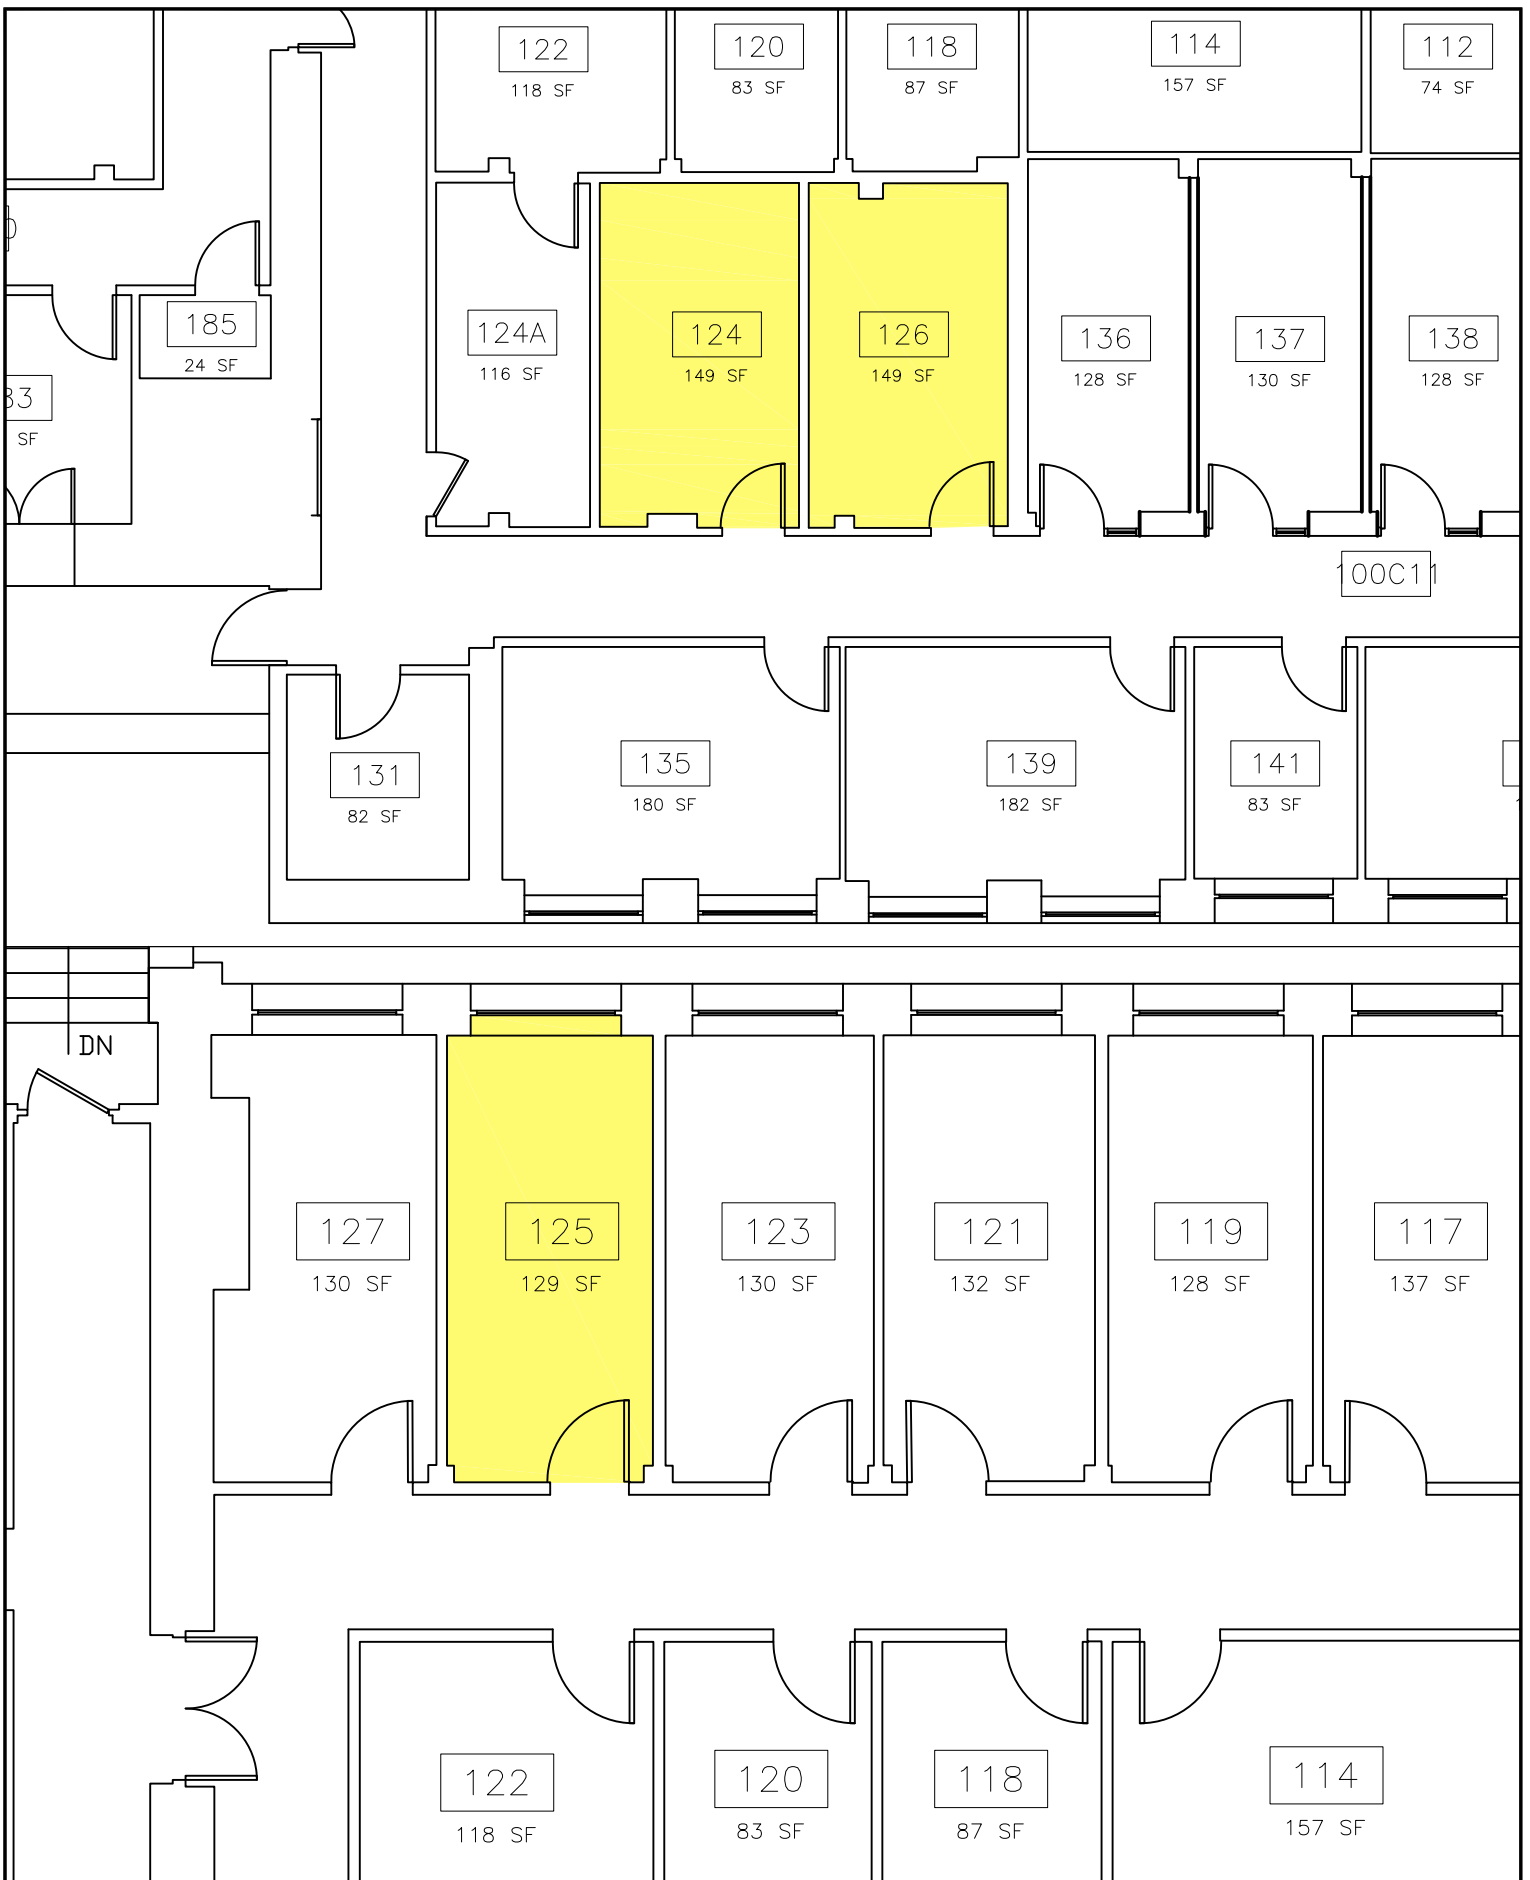 122
118 SF
120
83 SF
118
87 SF
114
157 SF
112
74 SF
185
24 SF
124A
116 SF
124
149 SF
126
149 SF
136
128 SF
137
130 SF
138
128 SF
SF
100C11
131
82 SF
135
180 SF
139
182 SF
141
83 SF
DN
127
130 SF
125
129 SF
123
130 SF
121
132 SF
119
128 SF
117
137 SF
122
118 SF
120
83 SF
118
87 SF
114
157 SF